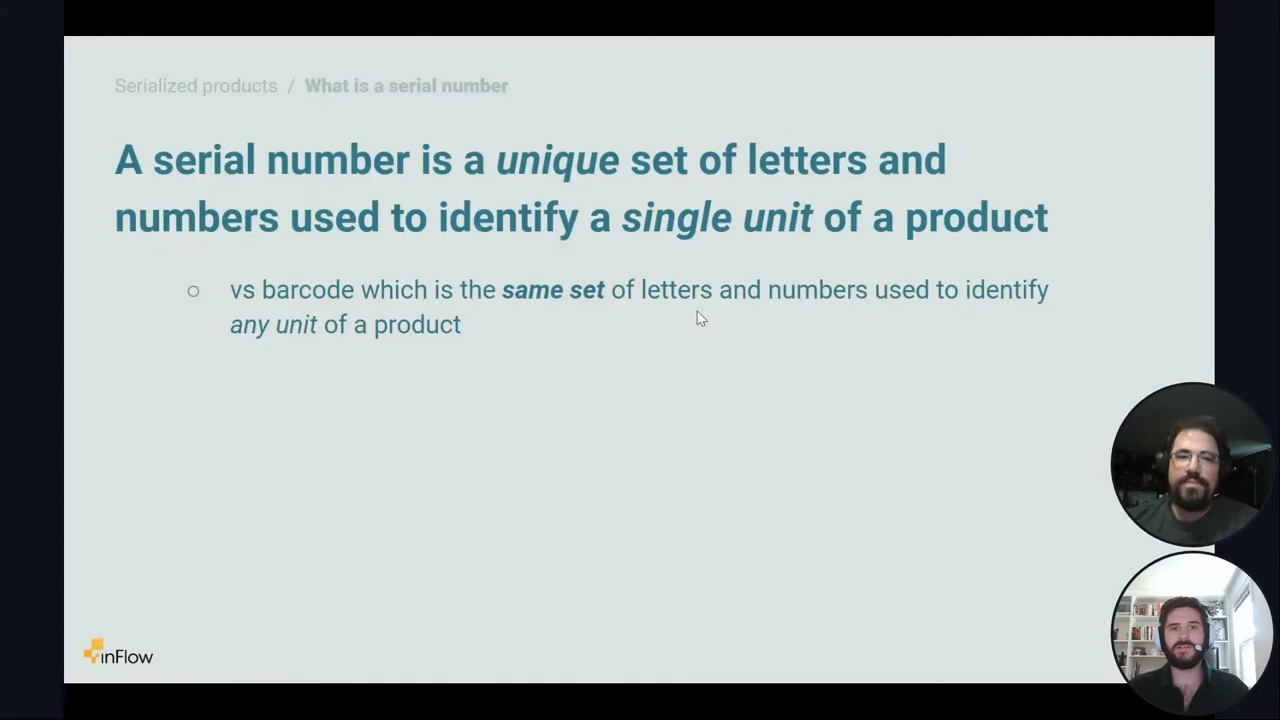 Serialized products / What is a serial number
A serial number is a unique set of letters and
numbers used to identify a single unit of a product
○ vs barcode which is the same set of letters and numbers used to identify
any unit of a product
inFlow